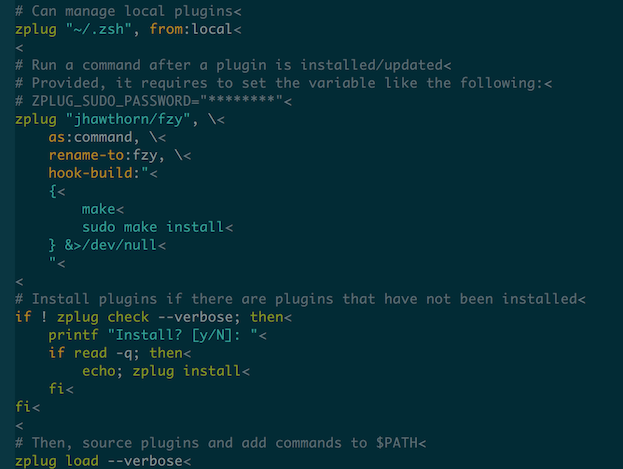 # Can manage local plugins<
zplug "~/.zsh", from:local<
<
# Run a command after a plugin is installed/updated<
# Provided, it requires to set the variable like the following:<
# ZPLUG_SUDO_PASSWORD="********"<
zplug "jhawthorn/fzy", \<
    as:command, \<
    rename-to:fzy, \<
    hook-build:"<
    {<
        make<
        sudo make install<
    } &>/dev/null<
    "<
<
# Install plugins if there are plugins that have not been installed<
if ! zplug check --verbose; then<
    printf "Install? [y/N]: "<
    if read -q; then<
        echo; zplug install<
    fi<
fi<
<
# Then, source plugins and add commands to $PATH<
zplug load --verbose<